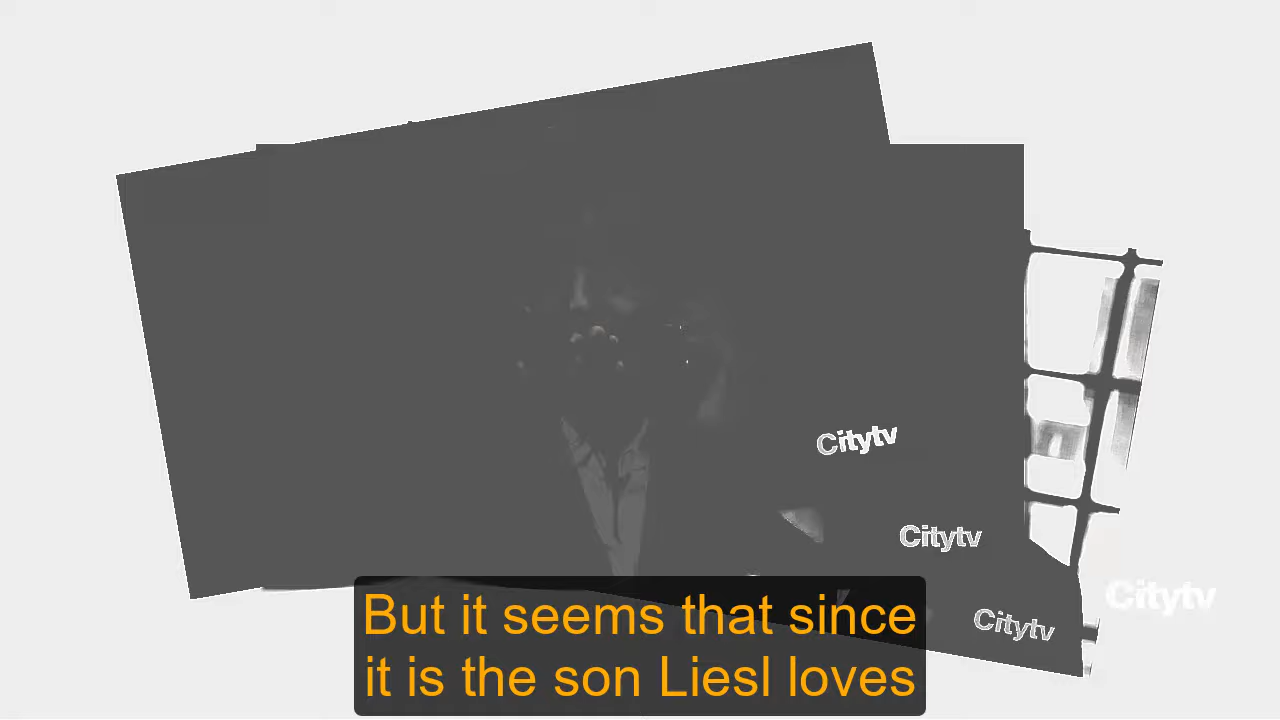 Citytv
Citytv
Citytv
Citytv
But it seems that since
it is the son Liesl loves